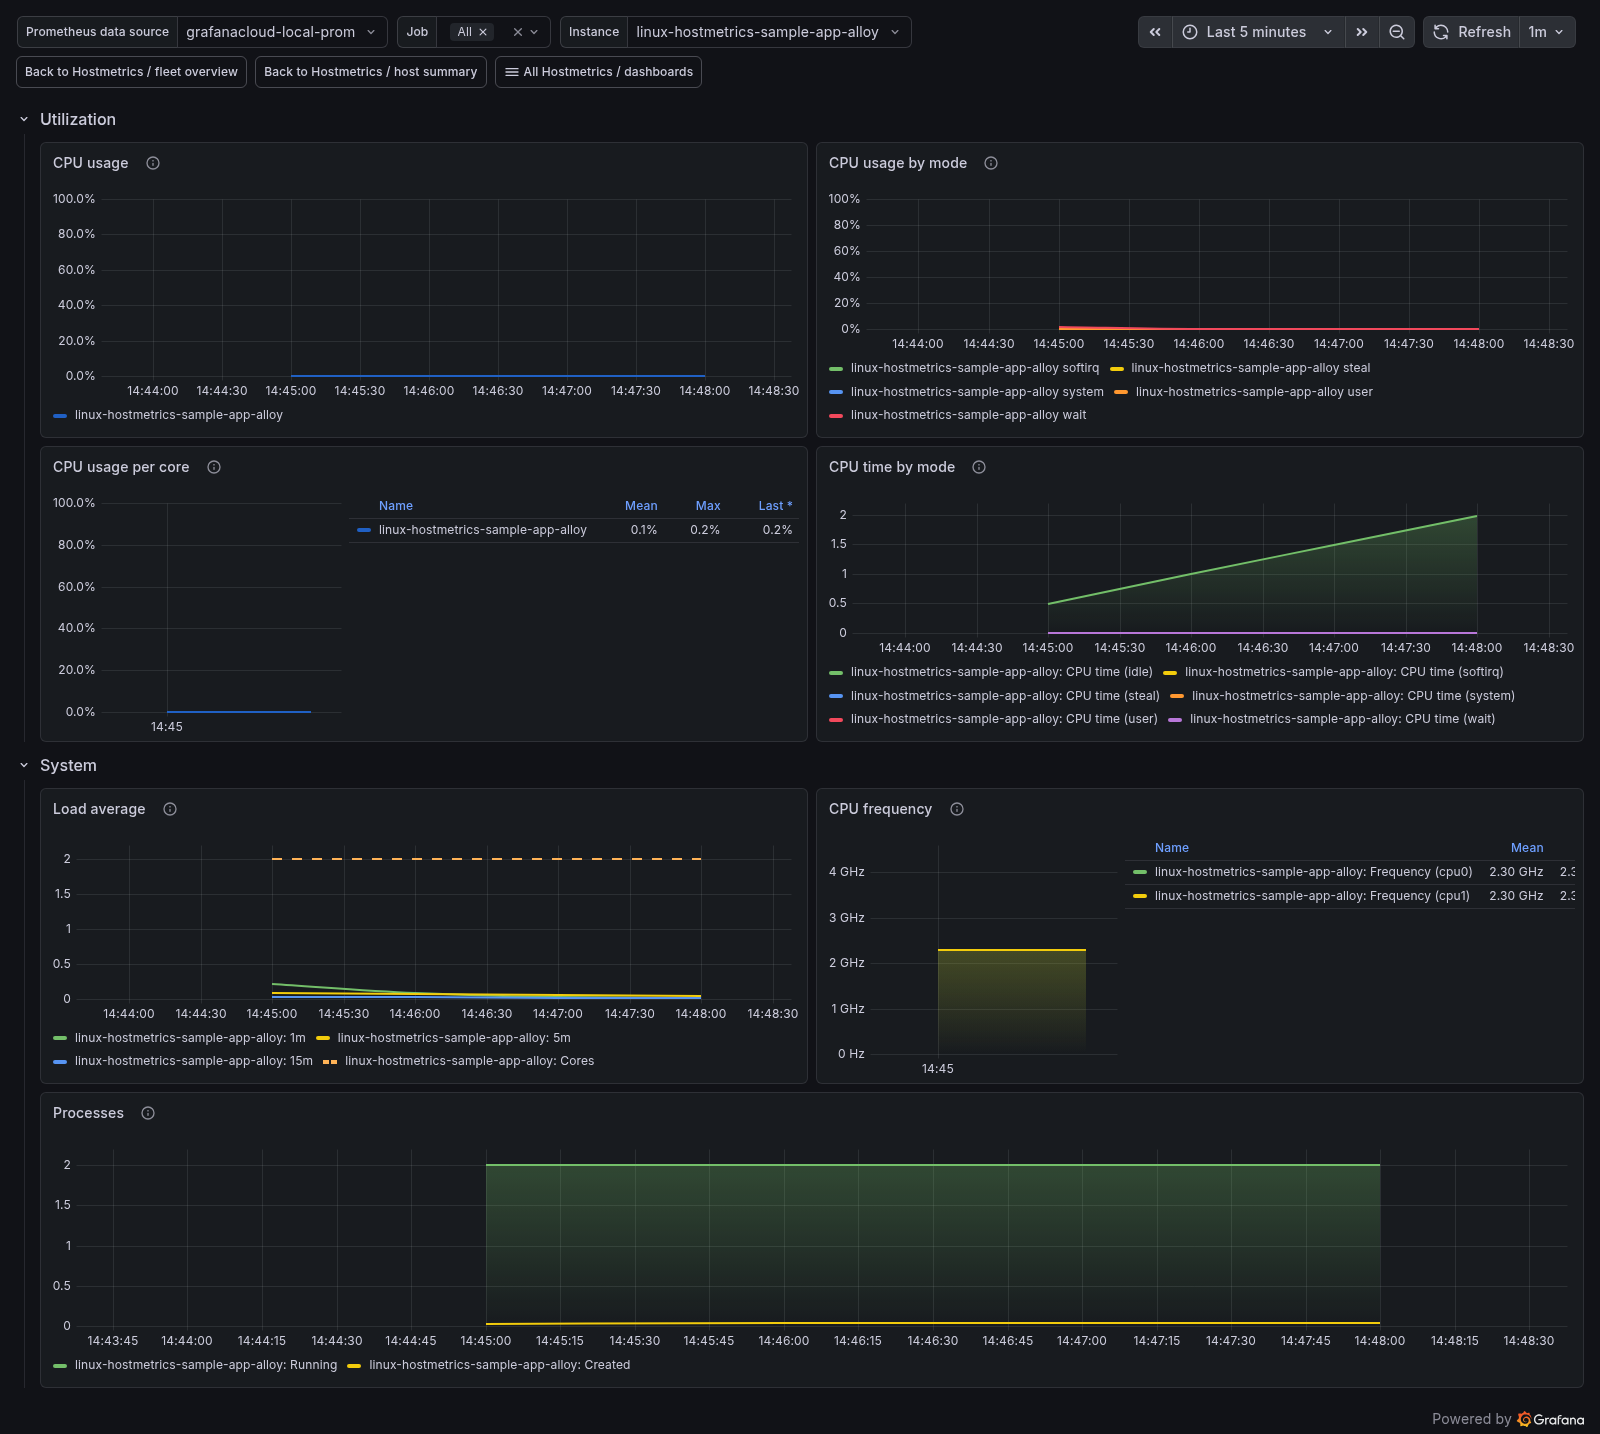 Prometheus data source grafanacloud-local-prom Job All Instance linux-hostmetrics-sample-app-alloy Last 5 minutes Refresh 1m
Back to Hostmetrics / fleet overview Back to Hostmetrics / host summary All Hostmetrics / dashboards
Utilization
CPU usage
100.0%
80.0%
60.0%
40.0%
20.0%
0.0%
14:44:00 14:44:30 14:45:00 14:45:30 14:46:00 14:46:30 14:47:00 14:47:30 14:48:00 14:48:30
linux-hostmetrics-sample-app-alloy
CPU usage by mode
100%
80%
60%
40%
20%
0%
14:44:00 14:44:30 14:45:00 14:45:30 14:46:00 14:46:30 14:47:00 14:47:30 14:48:00 14:48:30
linux-hostmetrics-sample-app-alloy softirq linux-hostmetrics-sample-app-alloy steal
linux-hostmetrics-sample-app-alloy system linux-hostmetrics-sample-app-alloy user
linux-hostmetrics-sample-app-alloy wait
CPU usage per core
100.0%
80.0%
60.0%
40.0%
20.0%
0.0%
14:45
Name Mean Max Last *
linux-hostmetrics-sample-app-alloy 0.1% 0.2% 0.2%
CPU time by mode
2
1.5
1
0.5
0
14:44:00 14:44:30 14:45:00 14:45:30 14:46:00 14:46:30 14:47:00 14:47:30 14:48:00 14:48:30
linux-hostmetrics-sample-app-alloy: CPU time (idle) linux-hostmetrics-sample-app-alloy: CPU time (softirq)
linux-hostmetrics-sample-app-alloy: CPU time (steal) linux-hostmetrics-sample-app-alloy: CPU time (system)
linux-hostmetrics-sample-app-alloy: CPU time (user) linux-hostmetrics-sample-app-alloy: CPU time (wait)
System
Load average
2
1.5
1
0.5
0
14:44:00 14:44:30 14:45:00 14:45:30 14:46:00 14:46:30 14:47:00 14:47:30 14:48:00 14:48:30
linux-hostmetrics-sample-app-alloy: 1m linux-hostmetrics-sample-app-alloy: 5m
linux-hostmetrics-sample-app-alloy: 15m linux-hostmetrics-sample-app-alloy: Cores
CPU frequency
4 GHz
3 GHz
2 GHz
1 GHz
0 Hz
14:45
Name Mean
linux-hostmetrics-sample-app-alloy: Frequency (cpu0) 2.30 GHz
linux-hostmetrics-sample-app-alloy: Frequency (cpu1) 2.30 GHz
Processes
2
1.5
1
0.5
0
14:43:45 14:44:00 14:44:15 14:44:30 14:44:45 14:45:00 14:45:15 14:45:30 14:45:45 14:46:00 14:46:15 14:46:30 14:46:45 14:47:00 14:47:15 14:47:30 14:47:45 14:48:00 14:48:15 14:48:30
linux-hostmetrics-sample-app-alloy: Running linux-hostmetrics-sample-app-alloy: Created
Powered by Grafana